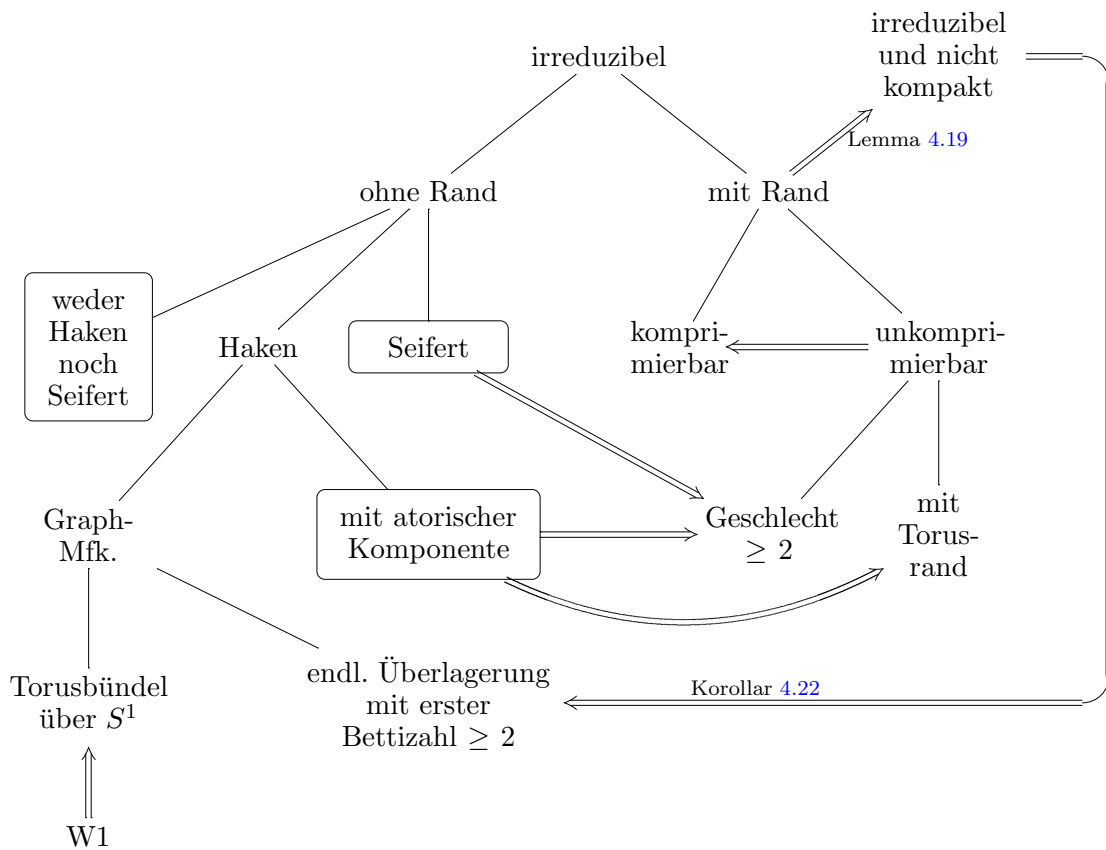 irreduzibel
irreduzibel
und nicht
kompakt
Lemma 4.19
ohne Rand
mit Rand
weder
Haken
noch
Seifert
Haken
Seifert
kompri-
mierbar
unkompri-
mierbar
Graph-
Mfk.
mit atorischer
Komponente
Geschlecht
≥ 2
mit
Torus-
rand
Torusbündel
über S¹
endl. Überlagerung
mit erster
Bettizahl ≥ 2
Korollar 4.22
W1